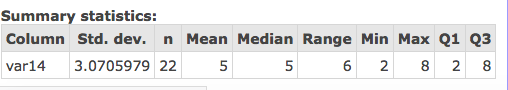 Summary statistics:
Column Std. dev. n Mean Median Range Min Max Q1 Q3
var14 3.0705979 22 5 5 6 2 8 2 8